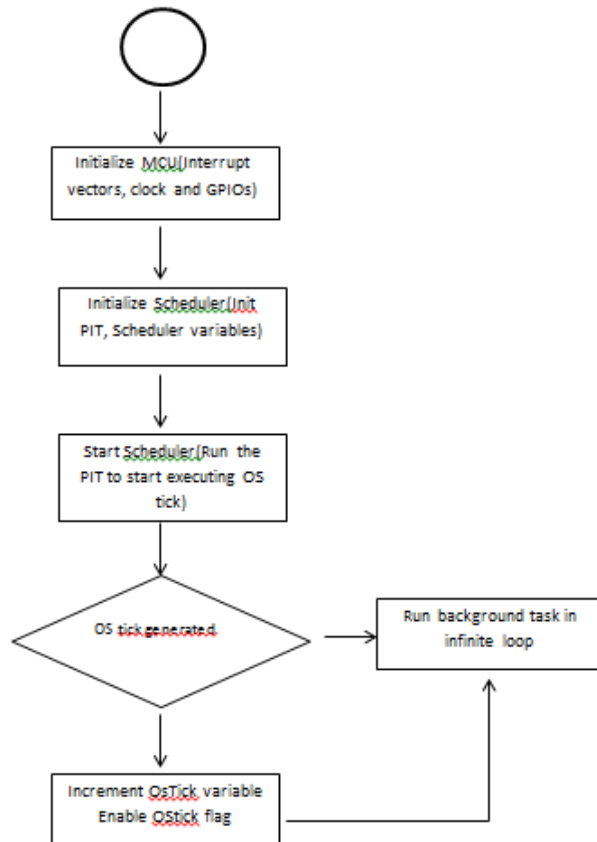 Initialize MCU(Interrupt
vectors, clock and GPIOs)
Initialize Scheduler(Init
PIT, Scheduler variables)
Start Scheduler(Run the
PIT to start executing OS
tick)
OS tick generated
Run background task in
infinite loop
Increment OsTick variable
Enable OStick flag